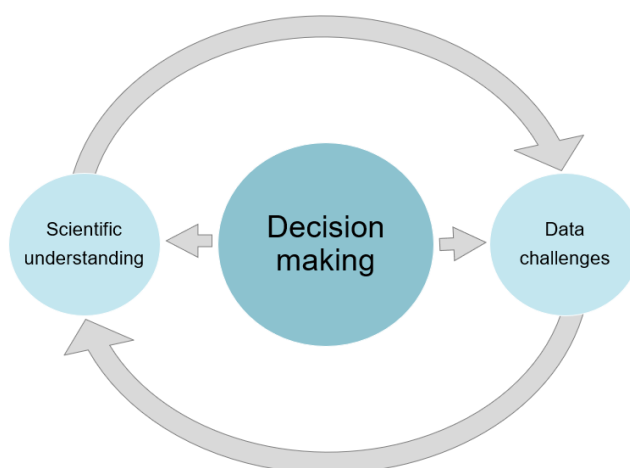 Scientific
understanding
Decision
making
Data
challenges